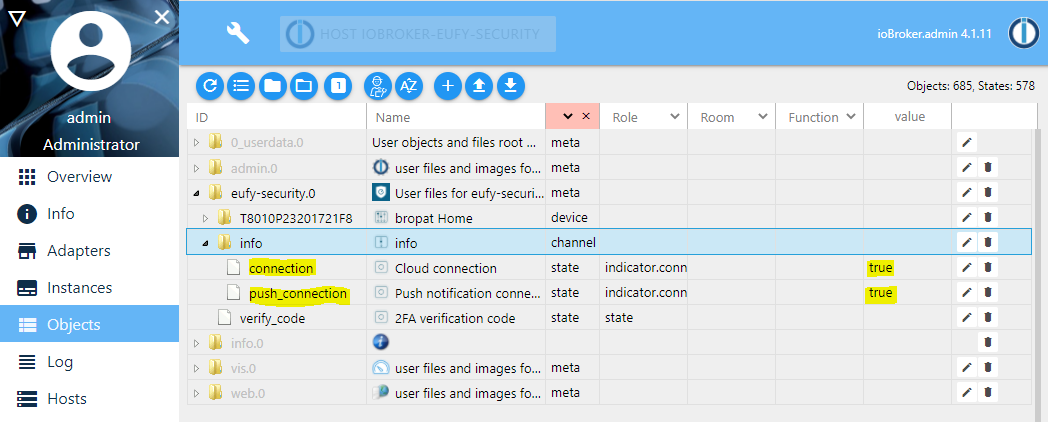 HOST IOBROKER-EUFY-SECURITY
ioBroker.admin 4.1.11
admin
Administrator
Overview
Info
Adapters
Instances
Objects
Log
Hosts
1
LCY
AZ
Objects: 685, States: 578
ID Name Role Room Function value
0_userdata.0 User objects and files root ... meta
admin.0 user files and images fo... meta
eufy-security.0 User files for eufy-securi... meta
T8010P23201721F8 bropat Home device
info info channel
connection Cloud connection state indicator.conn true
push_connection Push notification conne... state indicator.conn true
verify_code 2FA verification code state state
info.0
vis.0 user files and images fo... meta
web.0 user files and images fo... meta